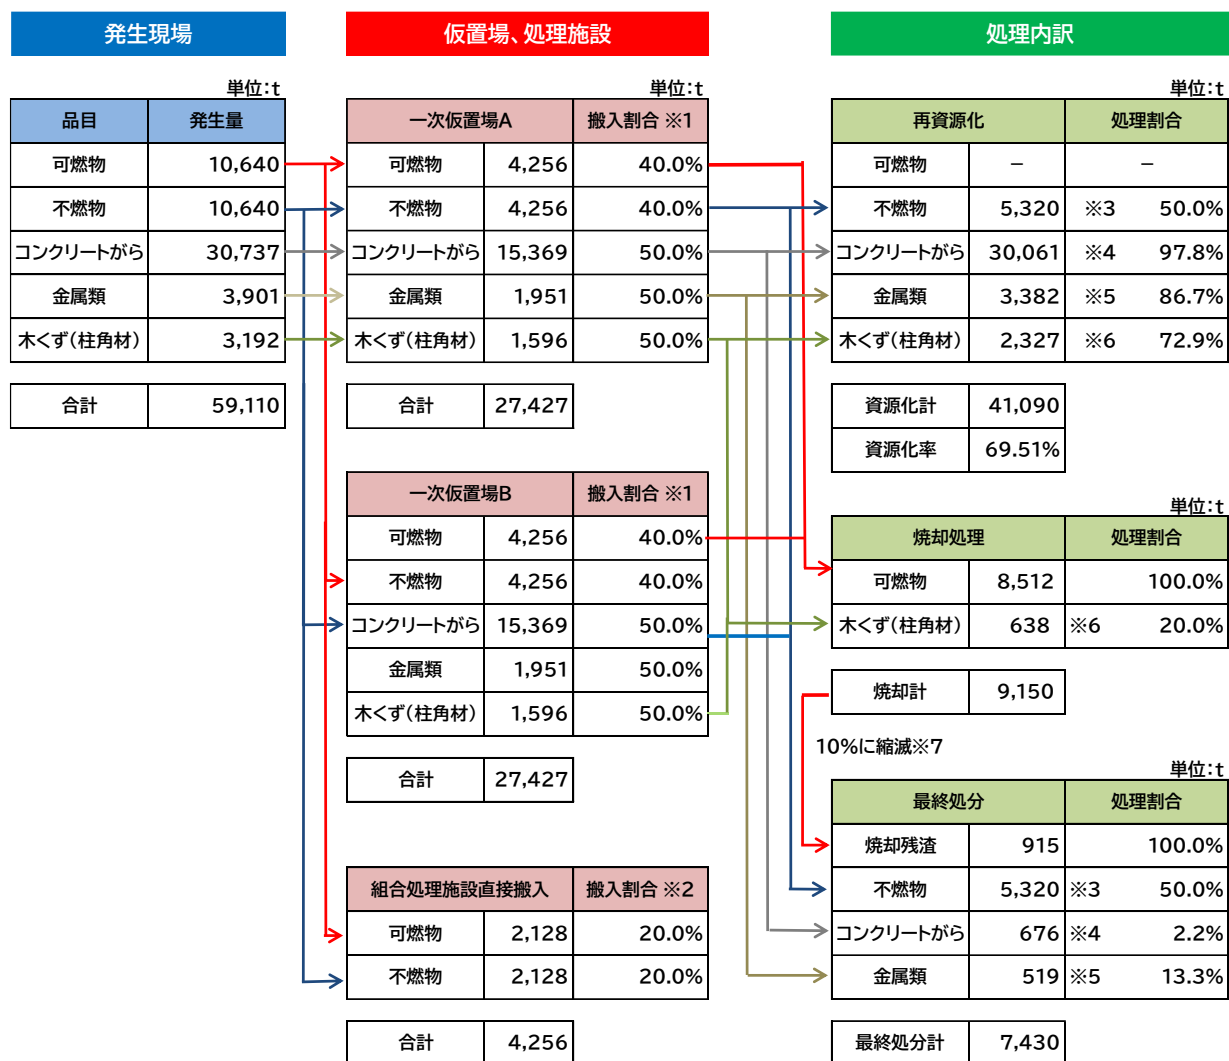 発生現場
単位:t
品目 発生量
可燃物 10,640
不燃物 10,640
コンクリートがら 30,737
金属類 3,901
木くず(柱角材) 3,192
合計 59,110
仮置場、処理施設
単位:t
一次仮置場A 搬入割合 ※1
可燃物 4,256 40.0%
不燃物 4,256 40.0%
コンクリートがら 15,369 50.0%
金属類 1,951 50.0%
木くず(柱角材) 1,596 50.0%
合計 27,427
一次仮置場B 搬入割合 ※1
可燃物 4,256 40.0%
不燃物 4,256 40.0%
コンクリートがら 15,369 50.0%
金属類 1,951 50.0%
木くず(柱角材) 1,596 50.0%
合計 27,427
組合処理施設直接搬入 搬入割合 ※2
可燃物 2,128 20.0%
不燃物 2,128 20.0%
合計 4,256
処理内訳
単位:t
再資源化 処理割合
可燃物 − −
不燃物 5,320 ※3 50.0%
コンクリートがら 30,061 ※4 97.8%
金属類 3,382 ※5 86.7%
木くず(柱角材) 2,327 ※6 72.9%
資源化計 41,090
資源化率 69.51%
単位:t
焼却処理 処理割合
可燃物 8,512 100.0%
木くず(柱角材) 638 ※6 20.0%
焼却計 9,150
10%に縮減※7
単位:t
最終処分 処理割合
焼却残渣 915 100.0%
不燃物 5,320 ※3 50.0%
コンクリートがら 676 ※4 2.2%
金属類 519 ※5 13.3%
最終処分計 7,430